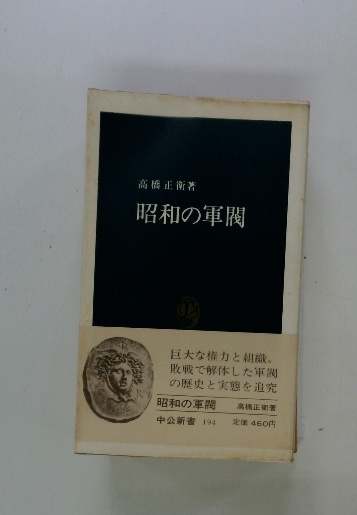 高橋正衛著
昭和の軍閥
巨大な権力と組織。
敗戦で解体した軍閥
の歴史と実態を追究
昭和の軍閥 高橋正衛著
中公新書 194 定価 460円